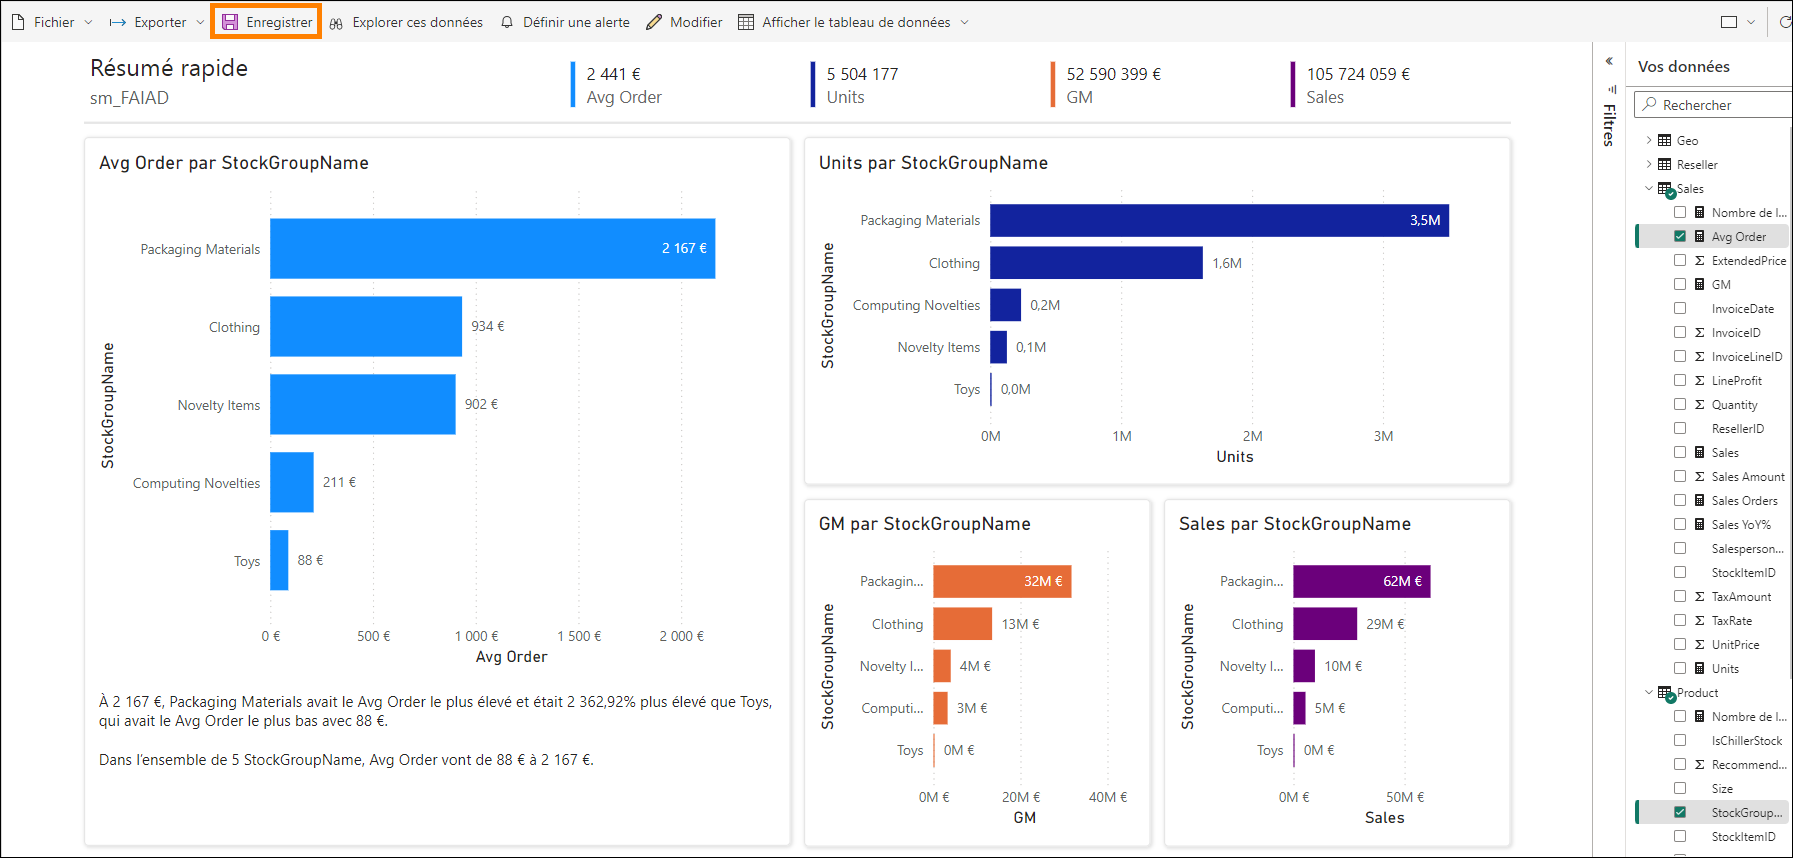 Fichier
Exporter
Enregistrer
Explorer ces données
Définir une alerte
Modifier
Afficher le tableau de données
Résumé rapide
sm_FAIAD
2 441 €
Avg Order
5 504 177
Units
52 590 399 €
GM
105 724 059 €
Sales
Avg Order par StockGroupName
StockGroupName
Packaging Materials
2 167 €
Clothing
934 €
Novelty Items
902 €
Computing Novelties
211 €
Toys
88 €
0 €
500 €
1 000 €
1 500 €
2 000 €
Avg Order
À 2 167 €, Packaging Materials avait le Avg Order le plus élevé et était 2 362,92% plus élevé que Toys,
qui avait le Avg Order le plus bas avec 88 €.
Dans l'ensemble de 5 StockGroupName, Avg Order vont de 88 € à 2 167 €.
Units par StockGroupName
StockGroupName
Packaging Materials
3,5M
Clothing
1,6M
Computing Novelties
0,2M
Novelty Items
0,1M
Toys
0,0M
0M
1M
2M
3M
Units
GM par StockGroupName
StockGroupName
Packagin...
32M €
Clothing
13M €
Novelty I...
4M €
Computi...
3M €
Toys
0M €
0M €
20M €
40M €
GM
Sales par StockGroupName
StockGroupName
Packagin...
62M €
Clothing
29M €
Novelty I...
10M €
Computi...
5M €
Toys
0M €
0M €
50M €
Sales
Filtres
Vos données
Rechercher
Geo
Reseller
Sales
Nombre de l...
Avg Order
ExtendedPrice
GM
InvoiceDate
InvoiceID
InvoiceLineID
LineProfit
Quantity
ResellerID
Sales
Sales Amount
Sales Orders
Sales YoY%
Salesperson...
StockItemID
TaxAmount
TaxRate
UnitPrice
Units
Product
Nombre de l...
IsChillerStock
Recommend...
Size
StockGroup...
StockItemID